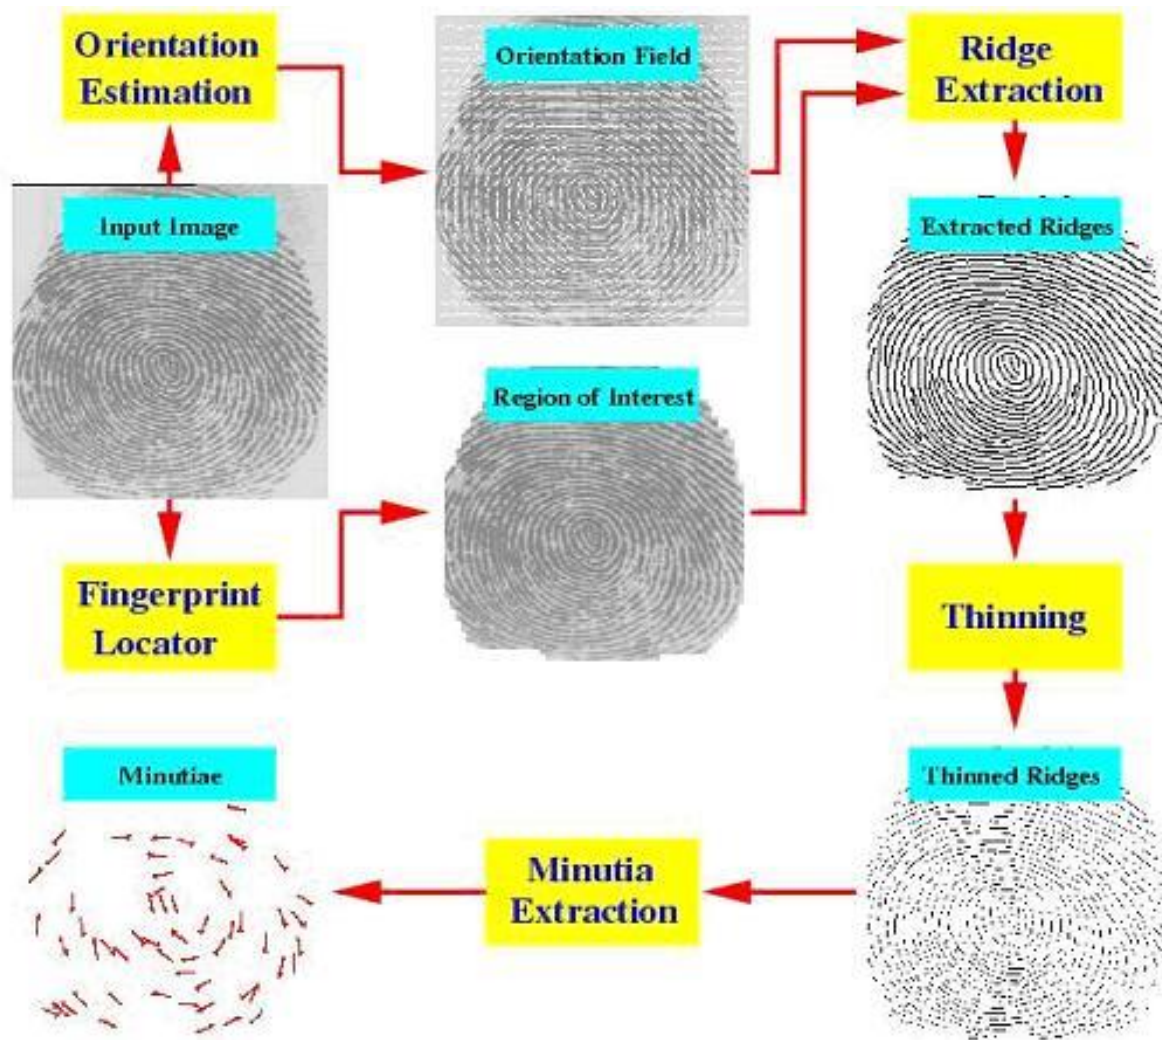 Orientation
Estimation
Orientation Field
Ridge
Extraction
Input Image
Extracted Ridges
Region of Interest
Fingerprint
Locator
Thinning
Minutiae
Thinned Ridges
Minutia
Extraction